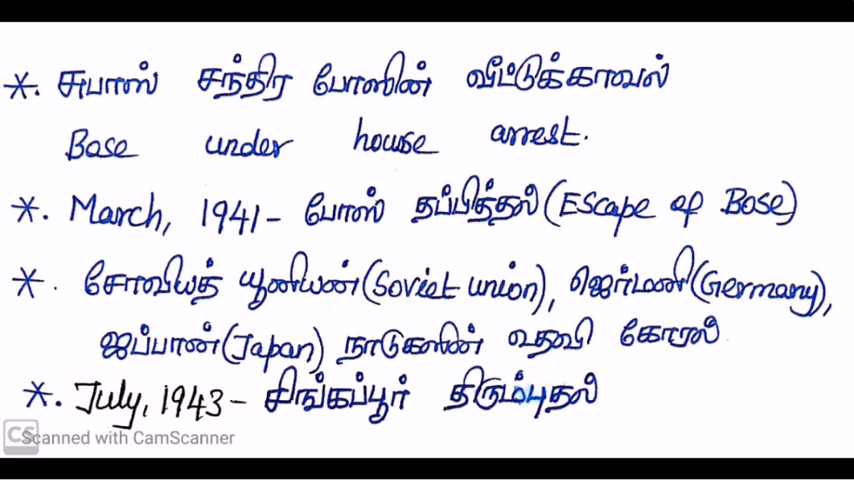 *. சுபாஸ் சந்திர போஸின் வீட்டுக்காவல்
Bose under house arrest.
*. March, 1941- போஸ் தப்பித்தல் (Escape of Bose)
*. சோவியத் யூனியன் (Soviet union), ஜெர்மனி (Germany),
ஜப்பான் (Japan) நாடுகளின் உதவி கோரல்
*. July, 1943 - சிங்கப்பூர் திரும்புதல்
CS Scanned with CamScanner